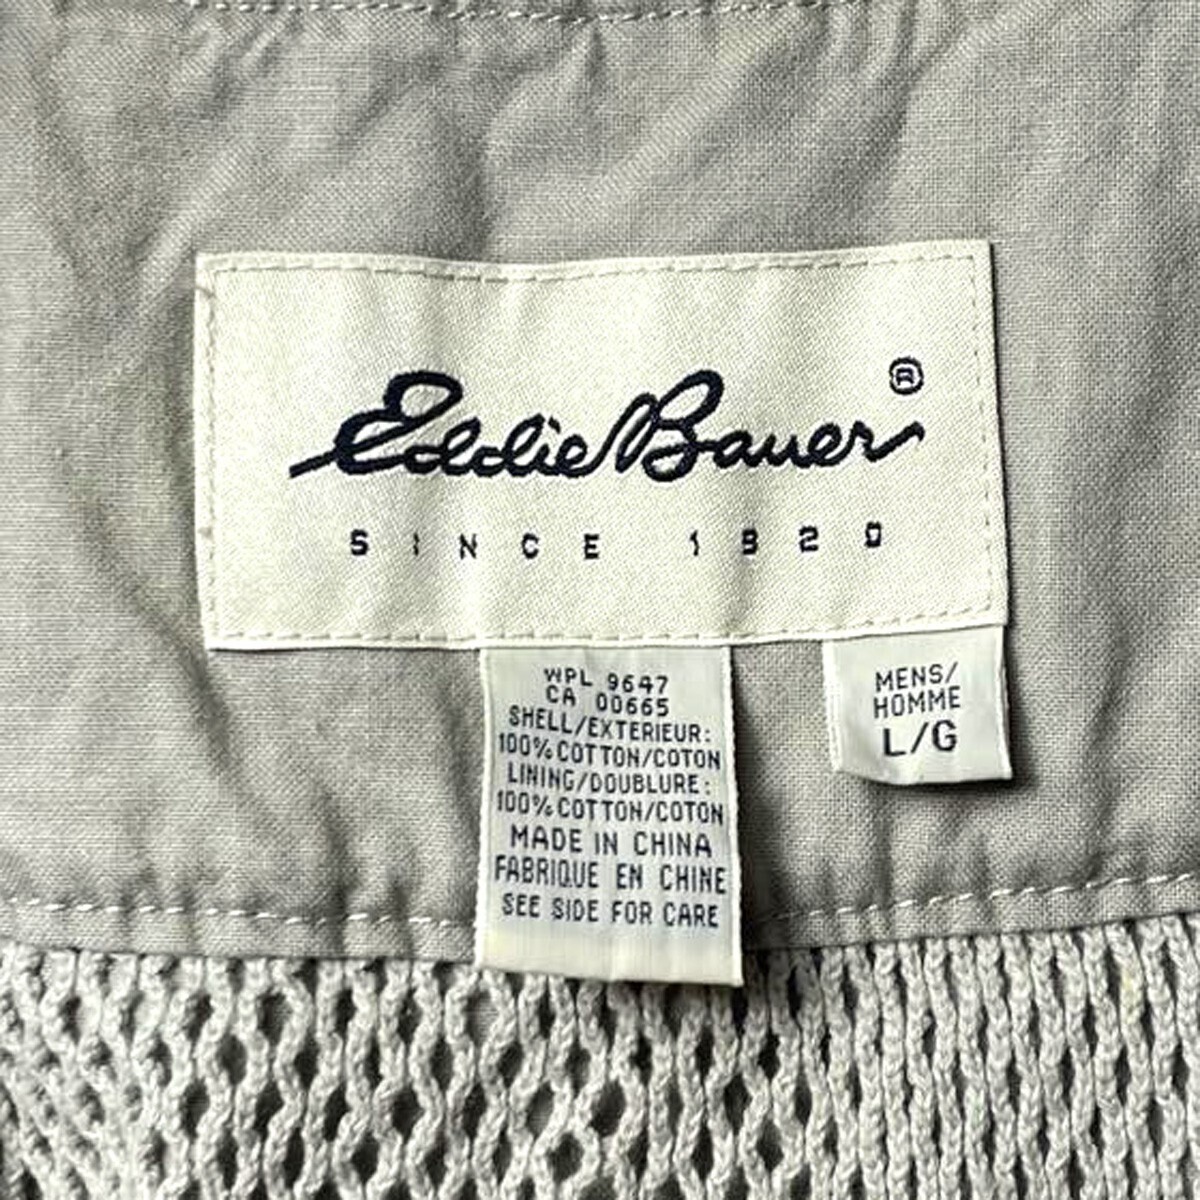 Eddie Bauer ®
SINCE 1920
WPL 9647
CA 00665
SHELL/EXTERIEUR:
100% COTTON/COTON
LINING/DOUBLURE:
100% COTTON/COTON
MADE IN CHINA
FABRIQUE EN CHINE
SEE SIDE FOR CARE
MENS/
HOMME
L/G